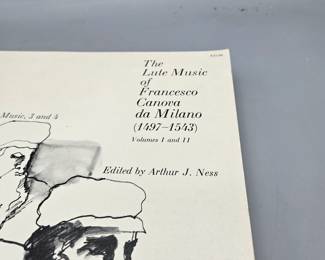 The
Lute Music
of
Francesco
Canova
da Milano
(1497-1543)
Volumes I and II
Music, 3 and 4
Edited by Arthur J. Ness